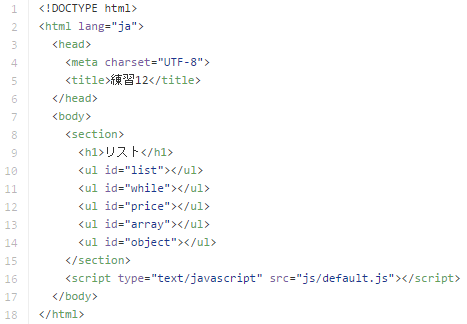 1 <!DOCTYPE html>
2 <html lang="ja">
3 <head>
4 <meta charset="UTF-8">
5 <title>練習12</title>
6 </head>
7 <body>
8 <section>
9 <h1>リスト</h1>
10 <ul id="list"></ul>
11 <ul id="while"></ul>
12 <ul id="price"></ul>
13 <ul id="array"></ul>
14 <ul id="object"></ul>
15 </section>
16 <script type="text/javascript" src="js/default.js"></script>
17 </body>
18 </html>